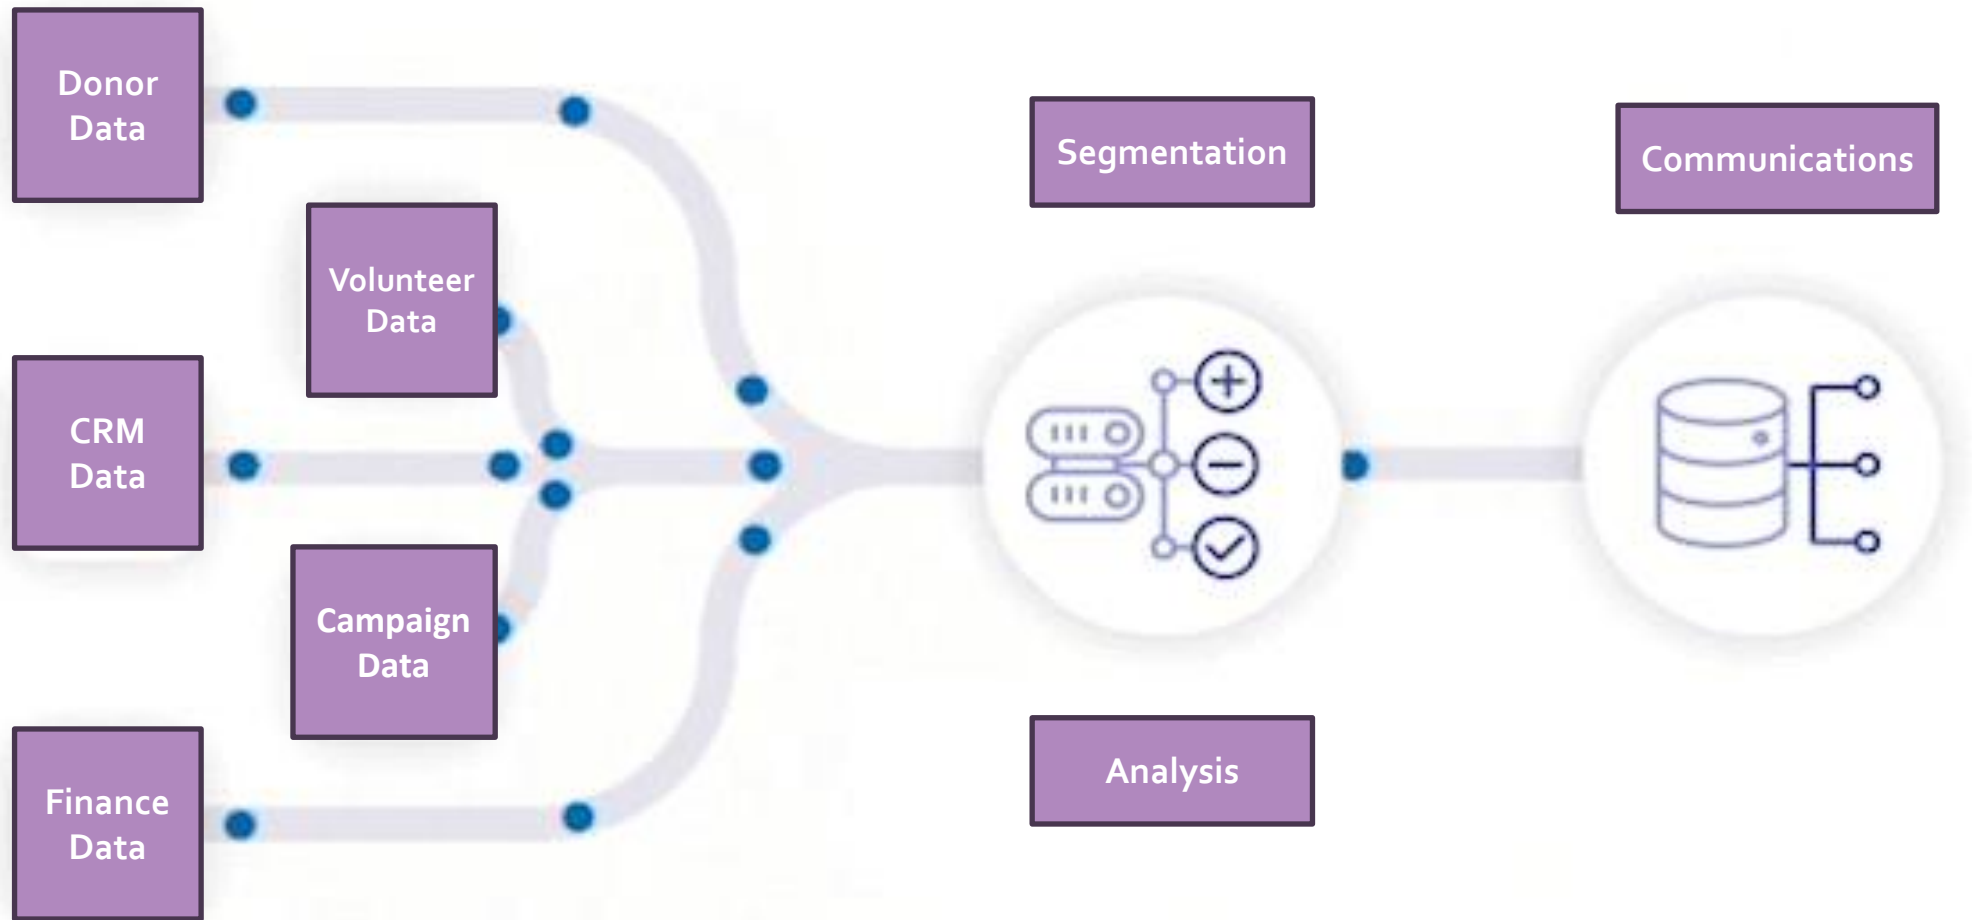 Donor
Data
Volunteer
Data
CRM
Data
Campaign
Data
Finance
Data
Segmentation
Analysis
Communications